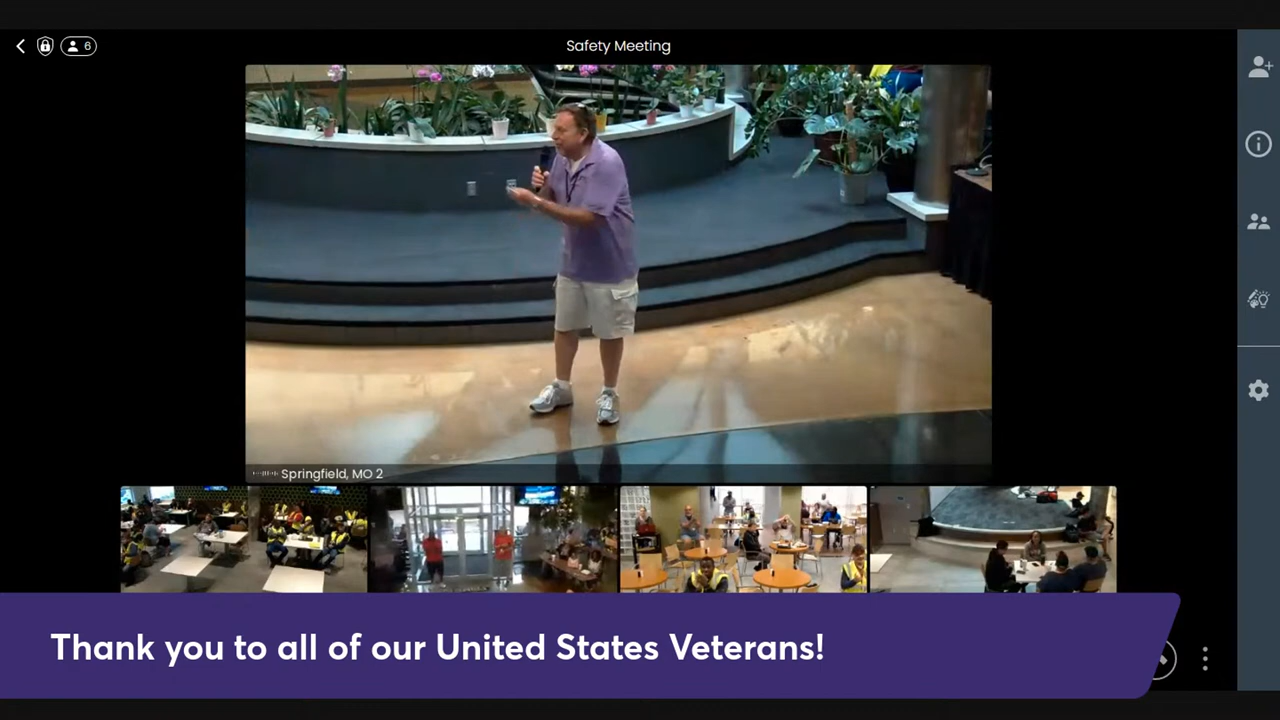 6
Safety Meeting
Springfield, MO 2
Thank you to all of our United States Veterans!